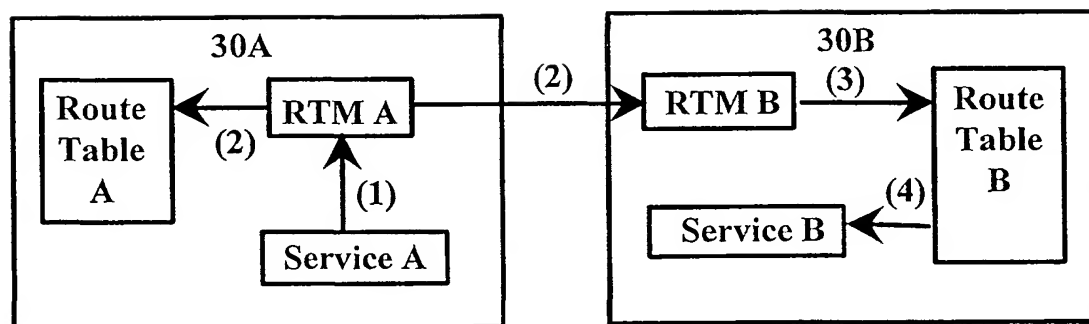 30A
Route
Table
A
(2)
RTM A
(1)
Service A
(2)
30B
RTM B
(3)
Route
Table
B
(4)
Service B